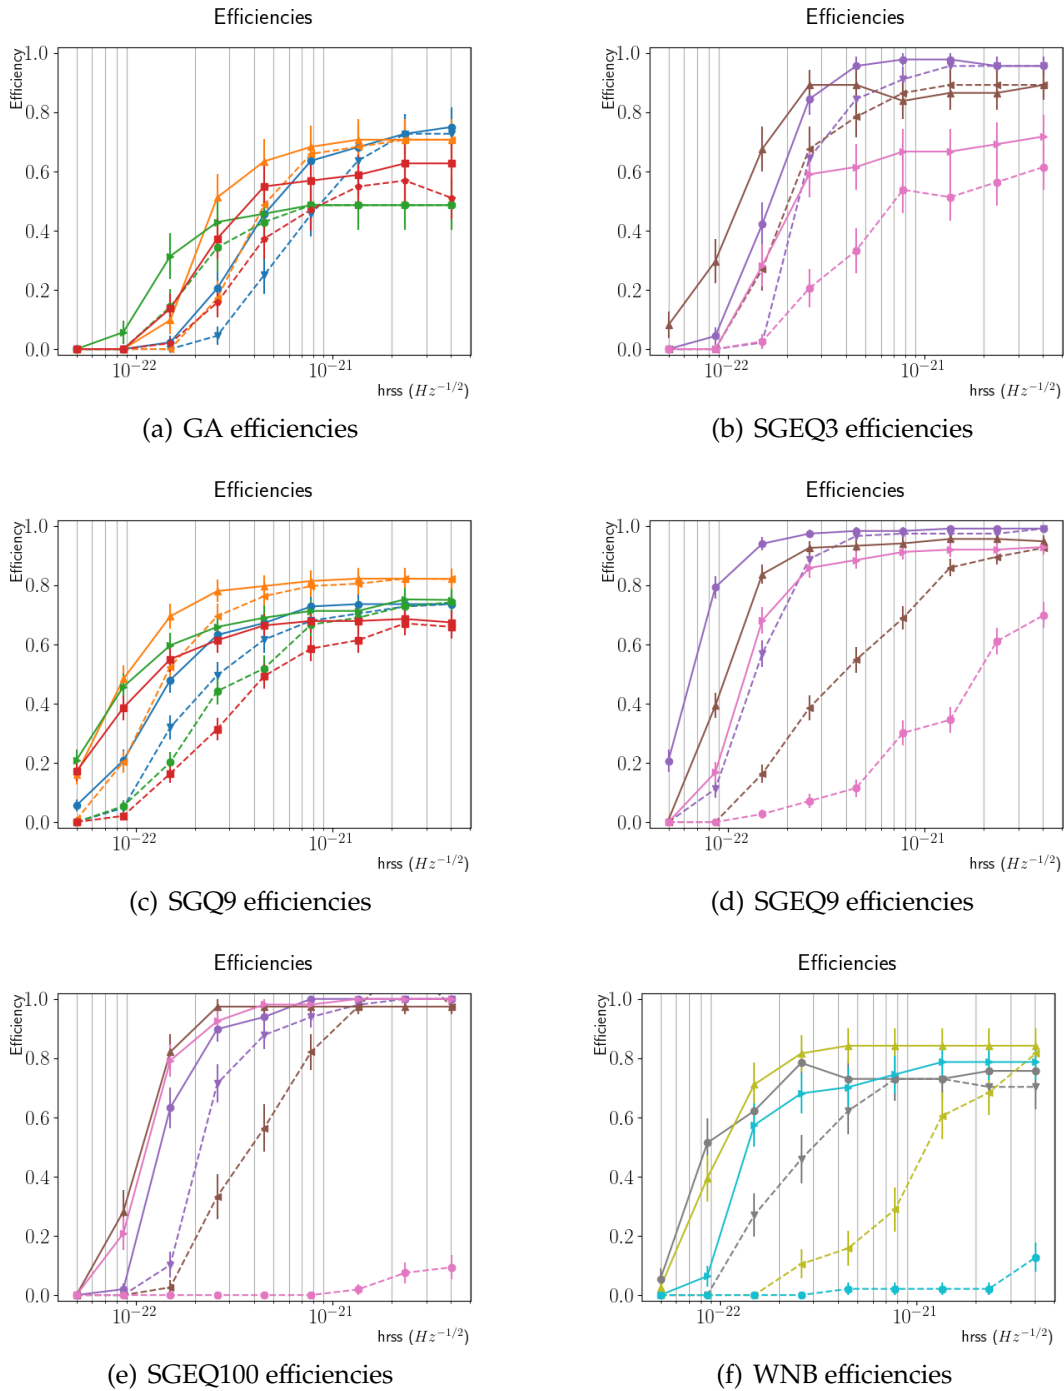 Efficiencies
Efficiency
1.0
0.8
0.6
0.4
0.2
0.0
10^{-22}
10^{-21}
hrss (Hz^{-1/2})
(a) GA efficiencies
Efficiencies
Efficiency
1.0
0.8
0.6
0.4
0.2
0.0
10^{-22}
10^{-21}
hrss (Hz^{-1/2})
(b) SGEQ3 efficiencies
Efficiencies
Efficiency
1.0
0.8
0.6
0.4
0.2
0.0
10^{-22}
10^{-21}
hrss (Hz^{-1/2})
(c) SGQ9 efficiencies
Efficiencies
Efficiency
1.0
0.8
0.6
0.4
0.2
0.0
10^{-22}
10^{-21}
hrss (Hz^{-1/2})
(d) SGEQ9 efficiencies
Efficiencies
Efficiency
1.0
0.8
0.6
0.4
0.2
0.0
10^{-22}
10^{-21}
hrss (Hz^{-1/2})
(e) SGEQ100 efficiencies
Efficiencies
Efficiency
1.0
0.8
0.6
0.4
0.2
0.0
10^{-22}
10^{-21}
hrss (Hz^{-1/2})
(f) WNB efficiencies